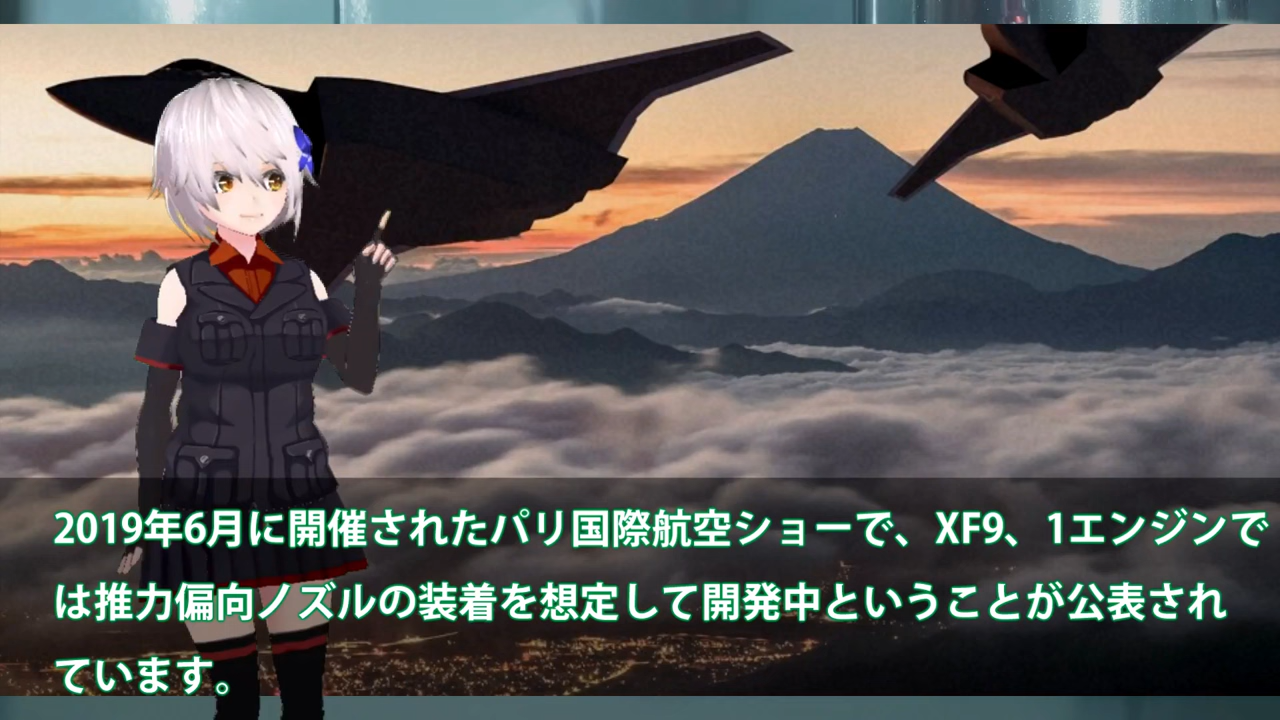 2019年6月に開催されたパリ国際航空ショーで、XF9、1エンジンで
は推力偏向ノズルの装着を想定して開発中ということが公表され
ています。